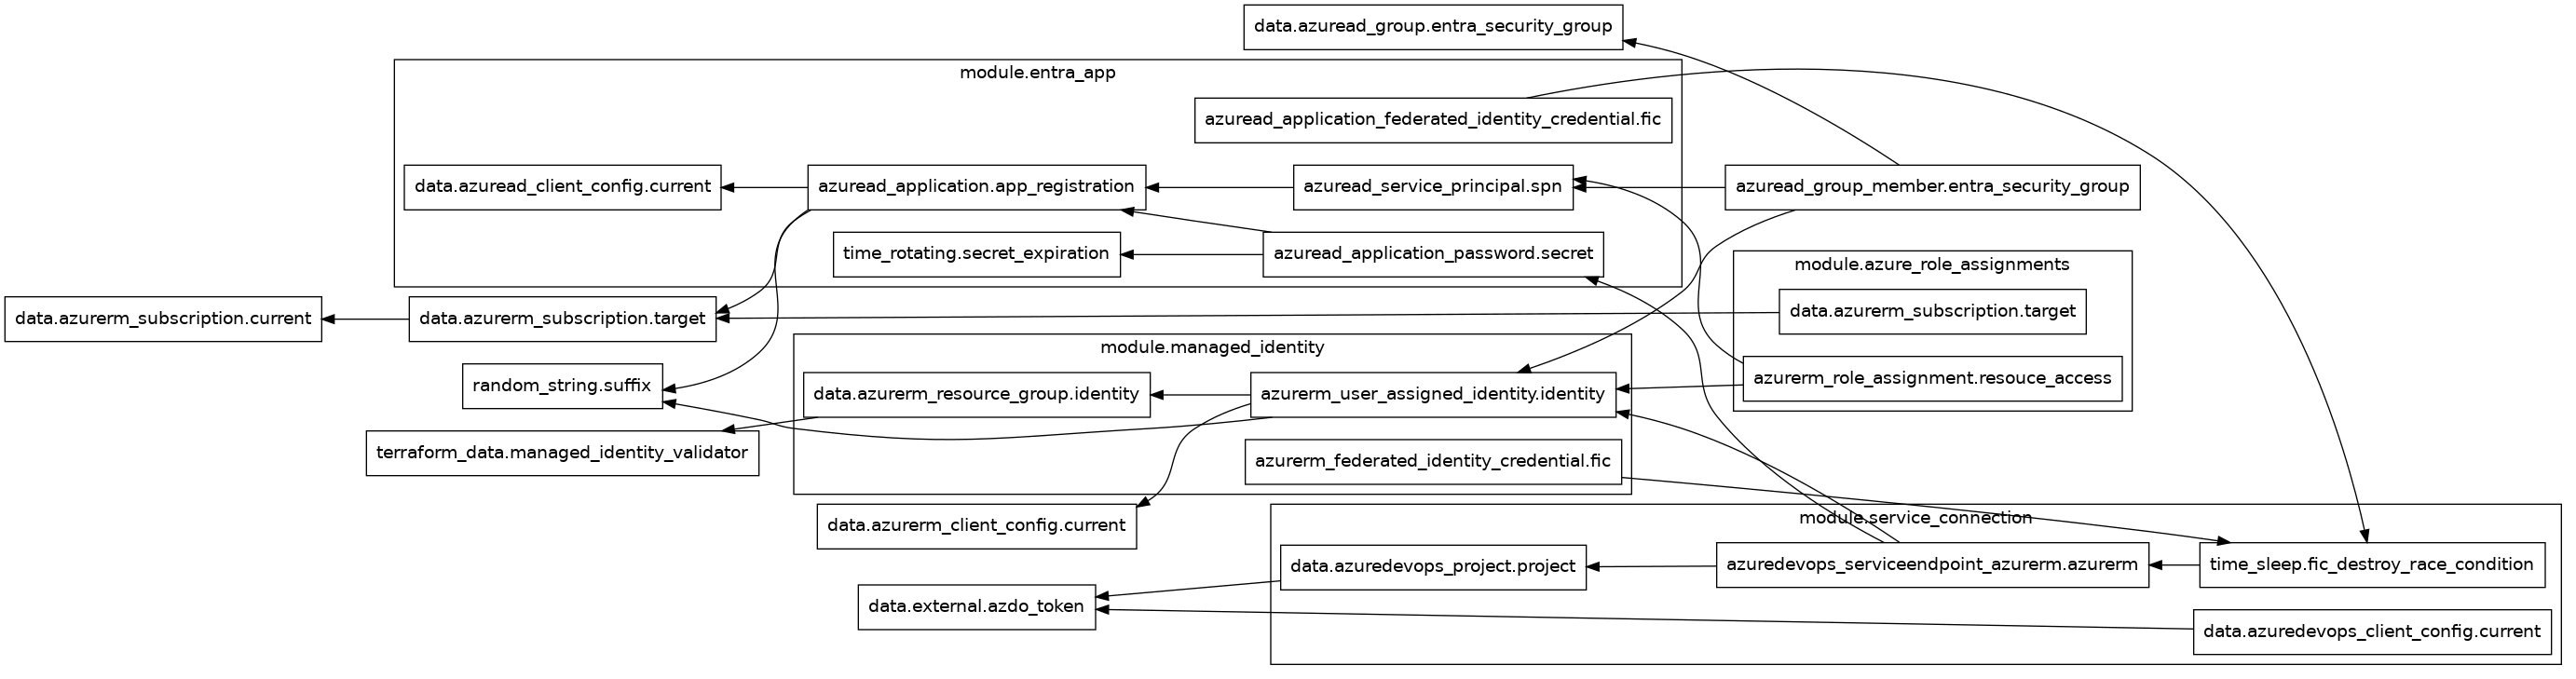 data.azuread_group.entra_security_group
module.entra_app
azuread_application_federated_identity_credential.fic
data.azuread_client_config.current
azuread_application.app_registration
azuread_service_principal.spn
azuread_group_member.entra_security_group
time_rotating.secret_expiration
azuread_application_password.secret
module.azure_role_assignments
data.azurerm_subscription.current
data.azurerm_subscription.target
data.azurerm_subscription.target
module.managed_identity
random_string.suffix
data.azurerm_resource_group.identity
azurerm_user_assigned_identity.identity
azurerm_role_assignment.resouce_access
terraform_data.managed_identity_validator
azurerm_federated_identity_credential.fic
data.azurerm_client_config.current
module.service_connection
data.azuredevops_project.project
azuredevops_serviceendpoint_azurerm.azurerm
time_sleep.fic_destroy_race_condition
data.external.azdo_token
data.azuredevops_client_config.current